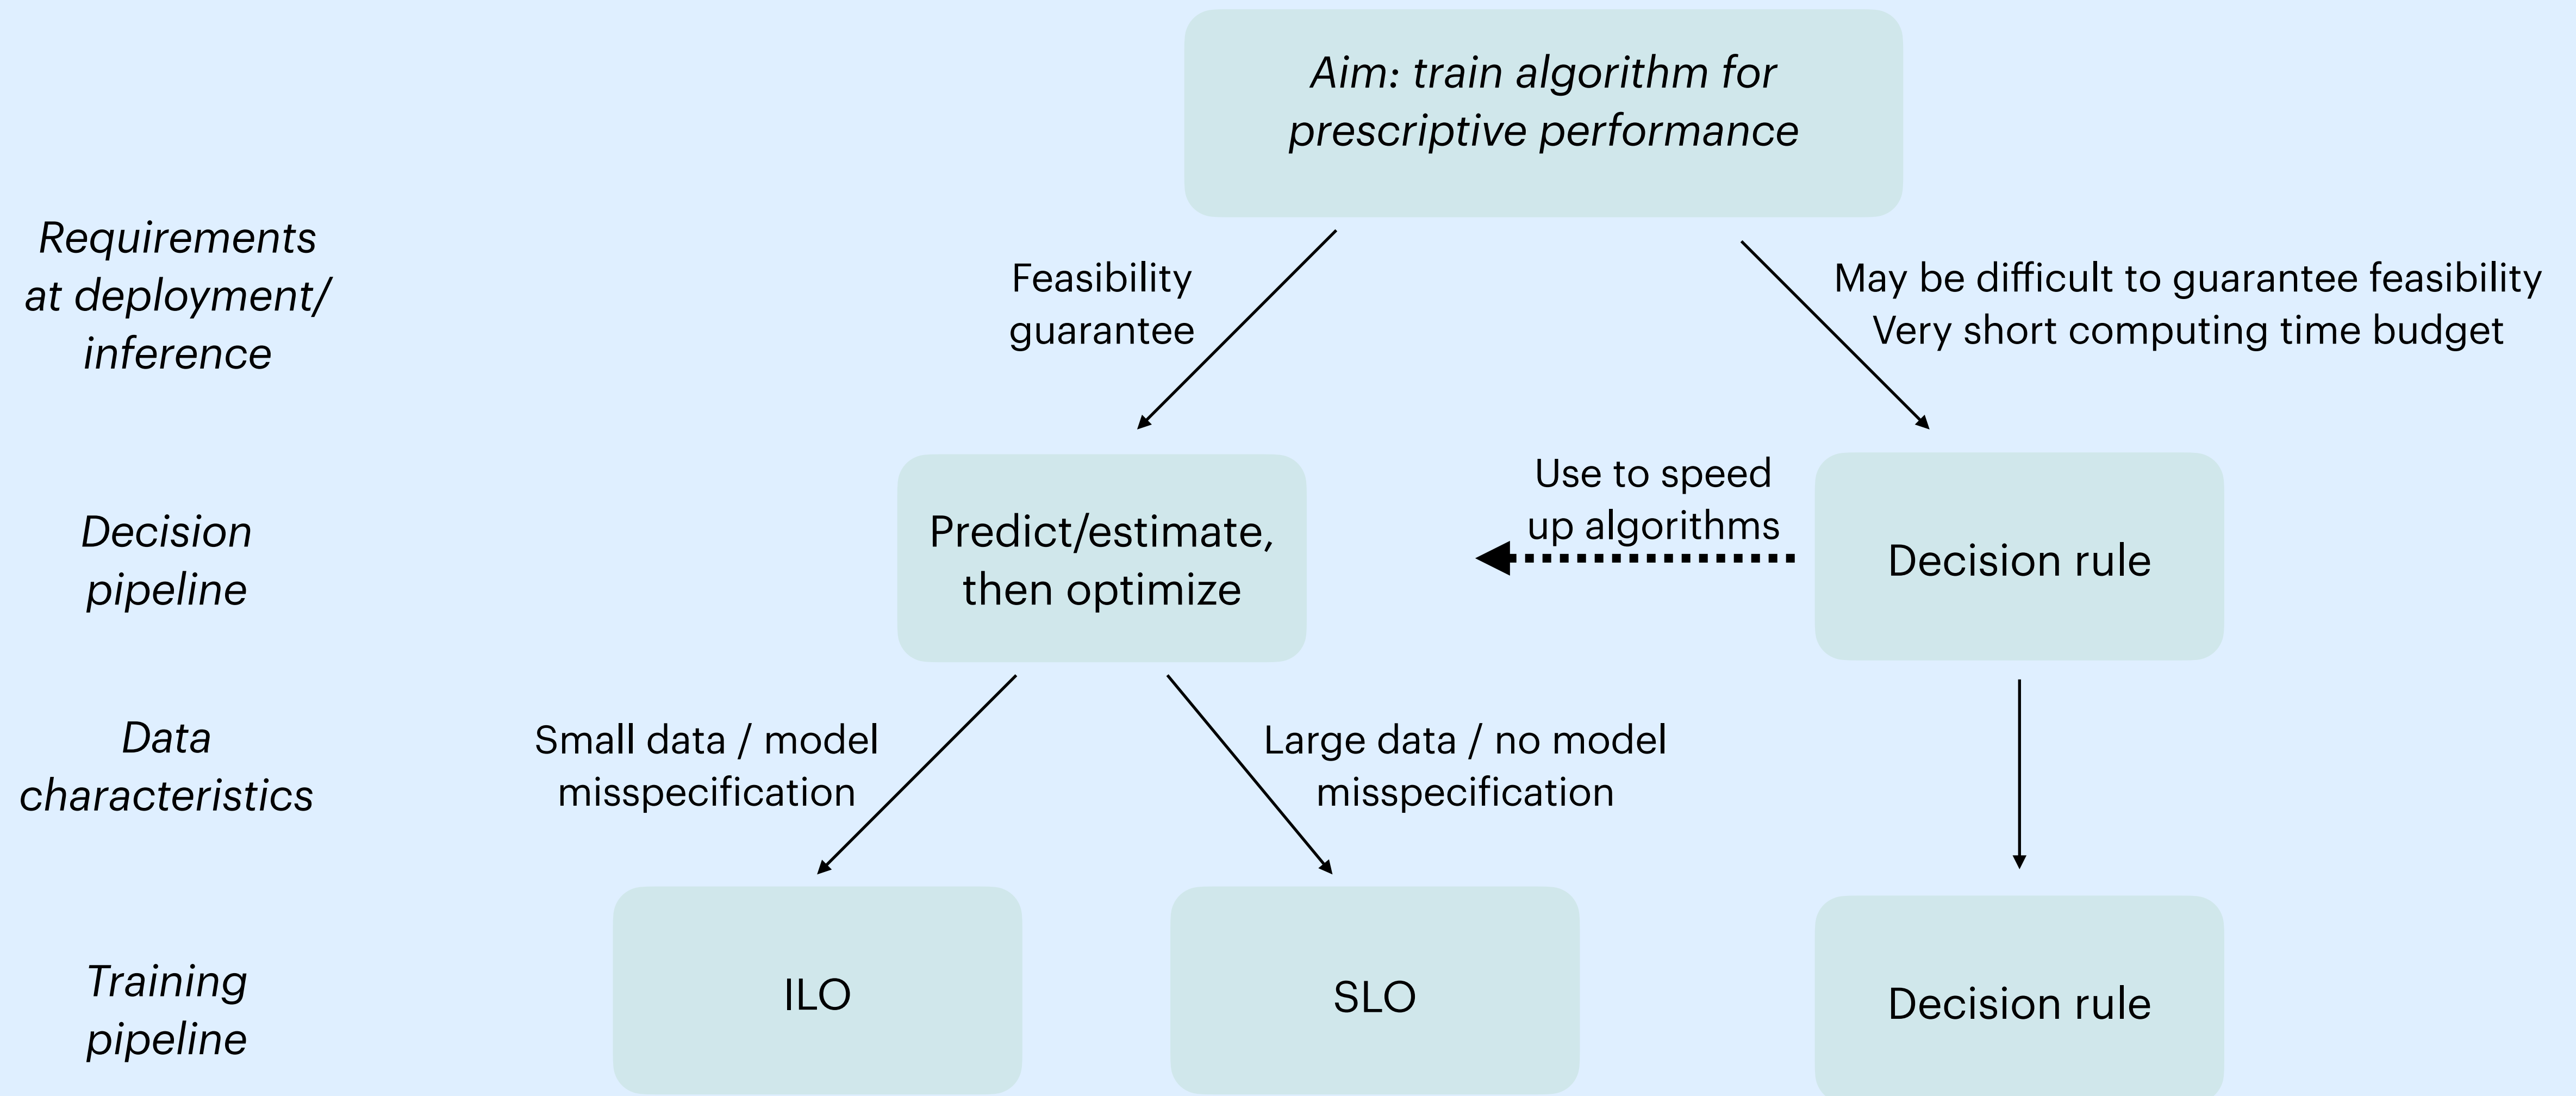 Aim: train algorithm for
prescriptive performance
Requirements
at deployment/
inference
Feasibility
guarantee
May be difficult to guarantee feasibility
Very short computing time budget
Decision
pipeline
Predict/estimate,
then optimize
Use to speed
up algorithms
Decision rule
Data
characteristics
Small data / model
misspecification
Large data / no model
misspecification
Training
pipeline
ILO
SLO
Decision rule